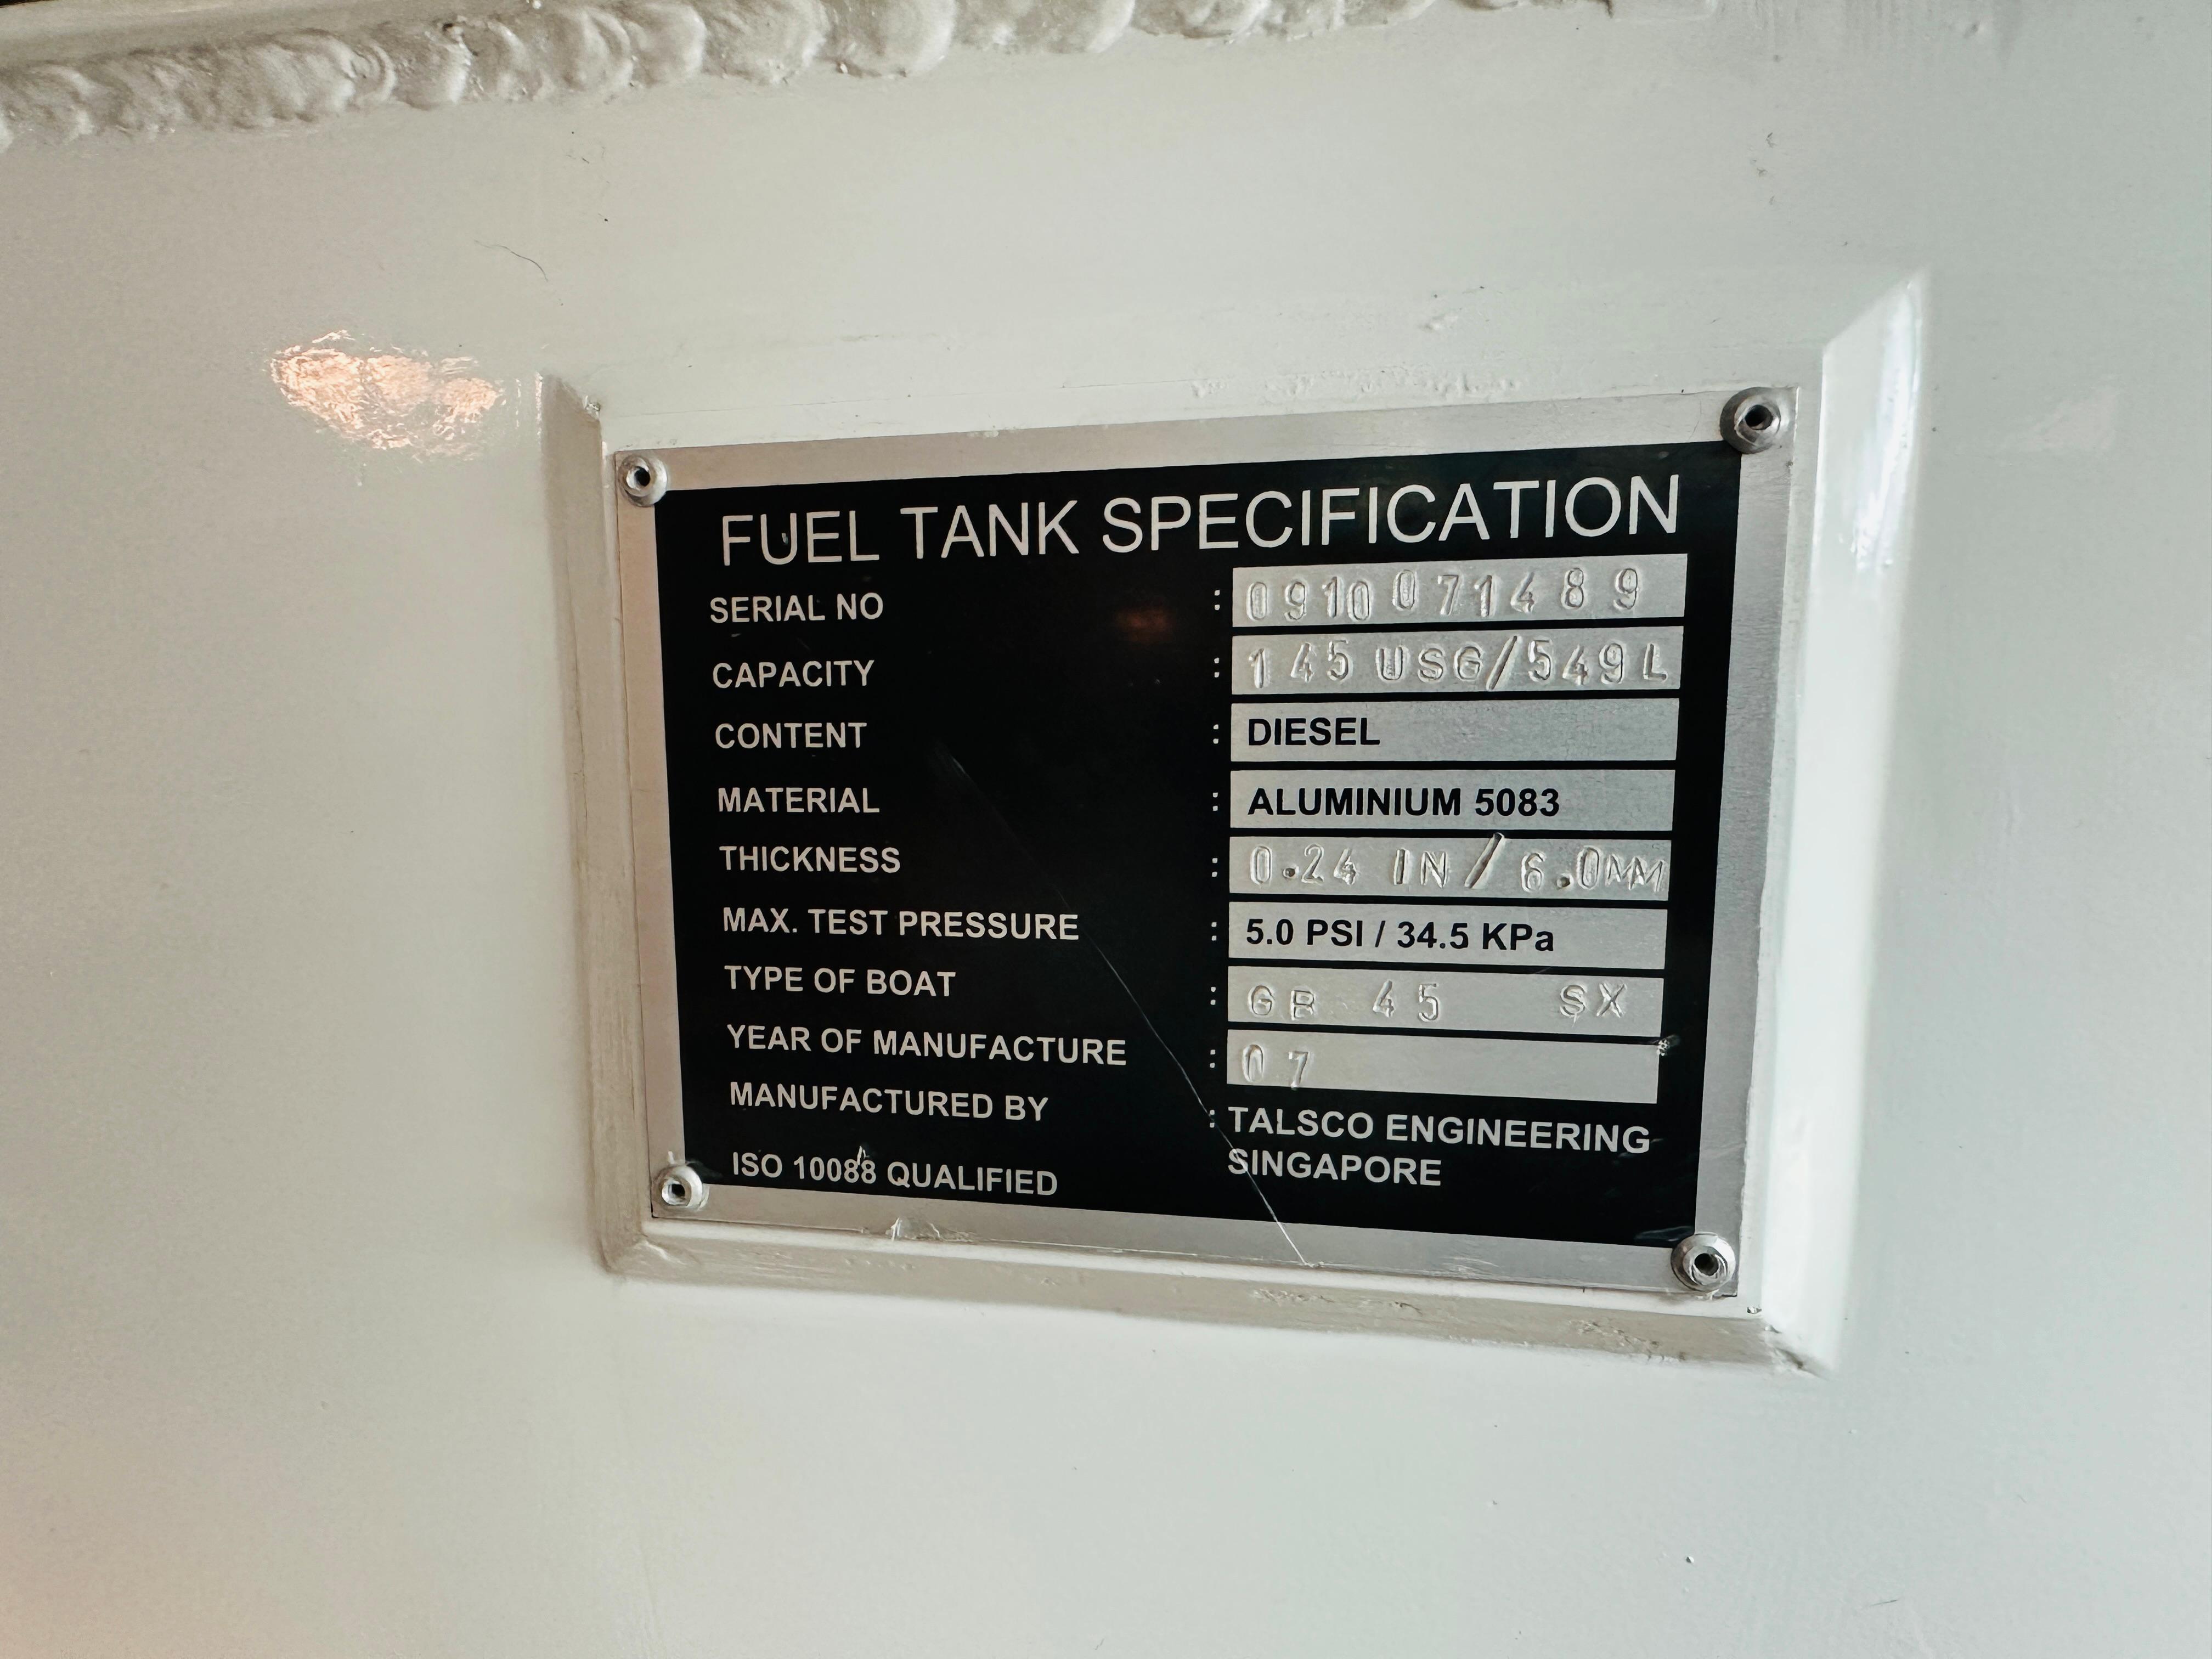 FUEL TANK SPECIFICATION
SERIAL NO : 0910071489
CAPACITY : 145 USG/549L
CONTENT : DIESEL
MATERIAL : ALUMINIUM 5083
THICKNESS : 0.24 IN / 6.0MM
MAX. TEST PRESSURE : 5.0 PSI / 34.5 KPa
TYPE OF BOAT : GB 45 SX
YEAR OF MANUFACTURE : 07
MANUFACTURED BY : TALSCO ENGINEERING
SINGAPORE
ISO 10088 QUALIFIED